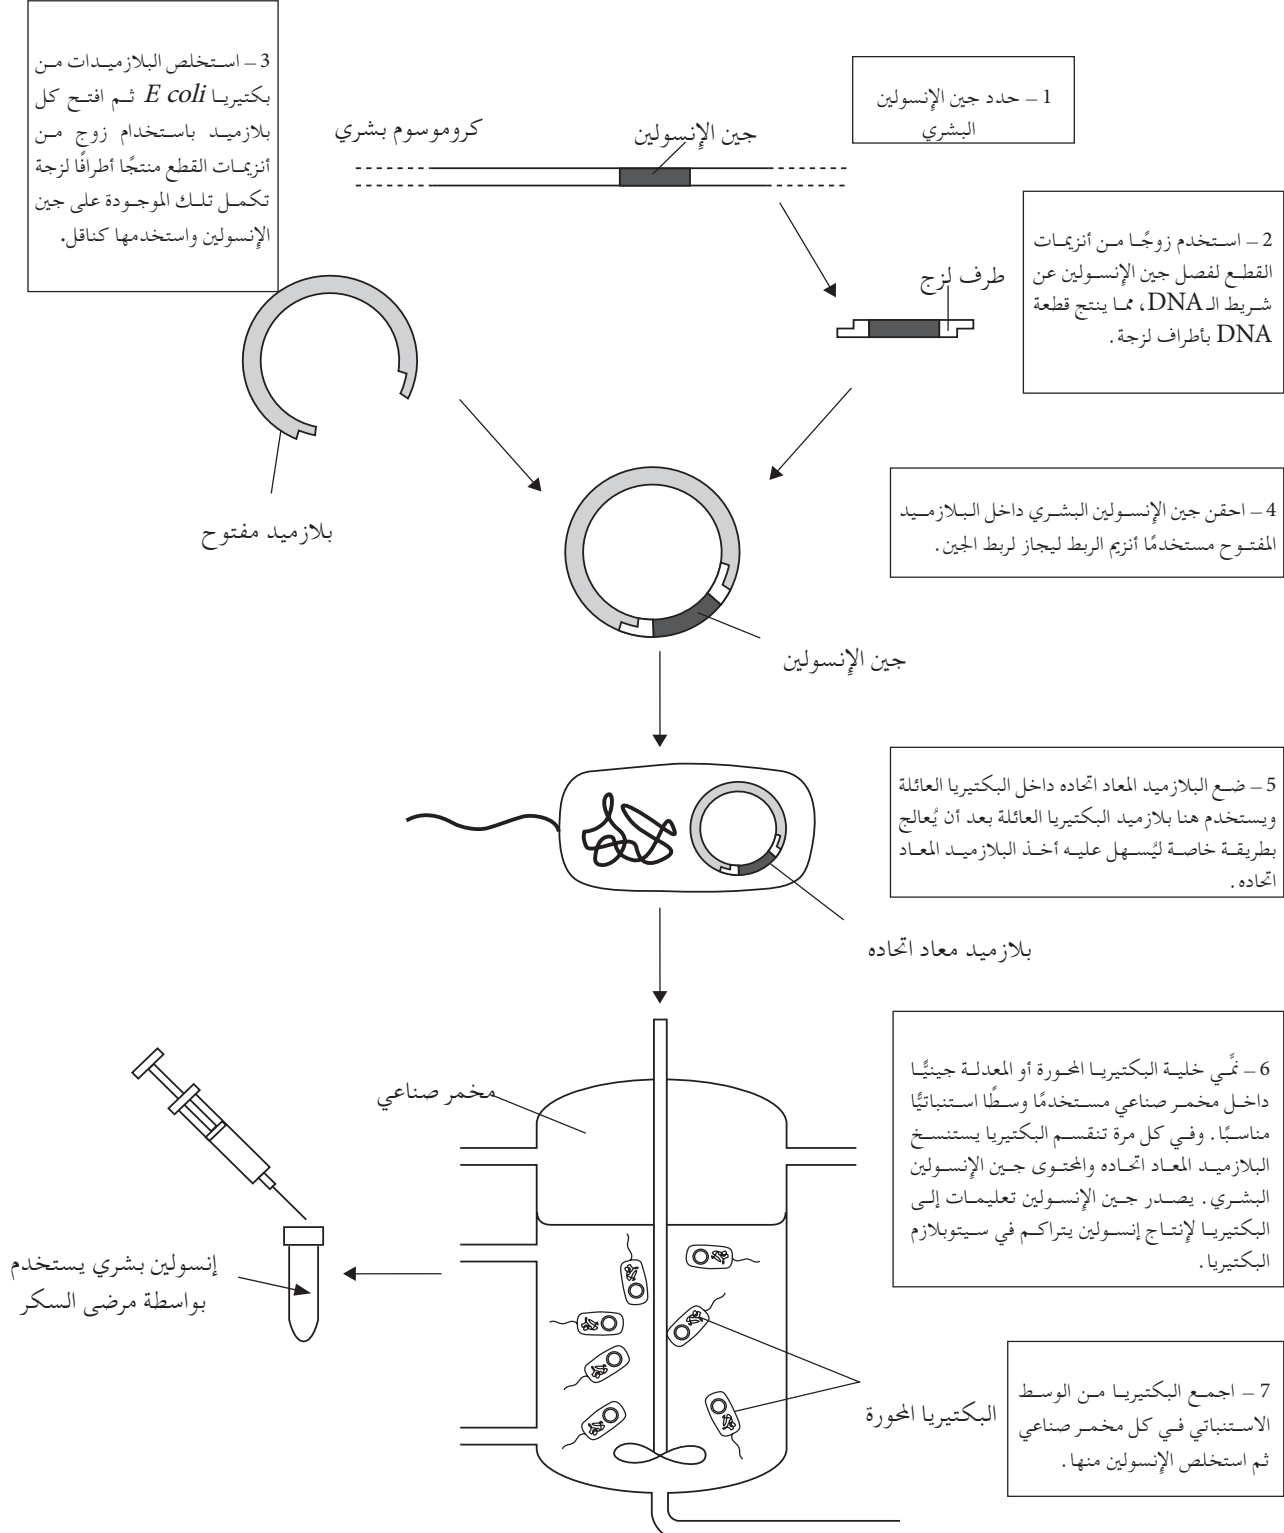 1 – حدد جين الإنسولين
البشري
كروموسوم بشري
جين الإنسولين
2 – استخدم زوجًا من أنزيمات
القطع لفصل جين الإنسولين عن
شريط الـ DNA، مما ينتج قطعة
DNA بأطراف لزجة.
طرف لزج
3 – استخلص البلازميدات من
بكتيريا E coli ثم افتح كل
بلازميد باستخدام زوج من
أنزيمات القطع منتجًا أطرافًا لزجة
تكمل تلك الموجودة على جين
الإنسولين واستخدمها كناقل.
بلازميد مفتوح
4 – احقن جين الإنسولين البشري داخل البلازميد
المفتوح مستخدمًا أنزيم الربط ليجاز لربط الجين.
جين الإنسولين
5 – ضع البلازميد المعاد اتحاده داخل البكتيريا العائلة
ويستخدم هنا بلازميد البكتيريا العائلة بعد أن يُعالج
بطريقة خاصة ليُسهل عليه أخذ البلازميد المعاد
اتحاده.
بلازميد معاد اتحاده
6 – نمِّي خلية البكتيريا المحورة أو المعدلة جينيًّا
داخل مخمر صناعي مستخدمًا وسطًا استنباتيًّا
مناسبًا. وفي كل مرة تنقسم البكتيريا يستنسخ
البلازميد المعاد اتحاده والمحتوى جين الإنسولين
البشري. يصدر جين الإنسولين تعليمات إلى
البكتيريا لإنتاج إنسولين يتراكم في سيتوبلازم
البكتيريا.
مخمر صناعي
إنسولين بشري يستخدم
بواسطة مرضى السكر
البكتيريا المحورة
7 – اجمع البكتيريا من الوسط
الاستنباتي في كل مخمر صناعي
ثم استخلص الإنسولين منها.